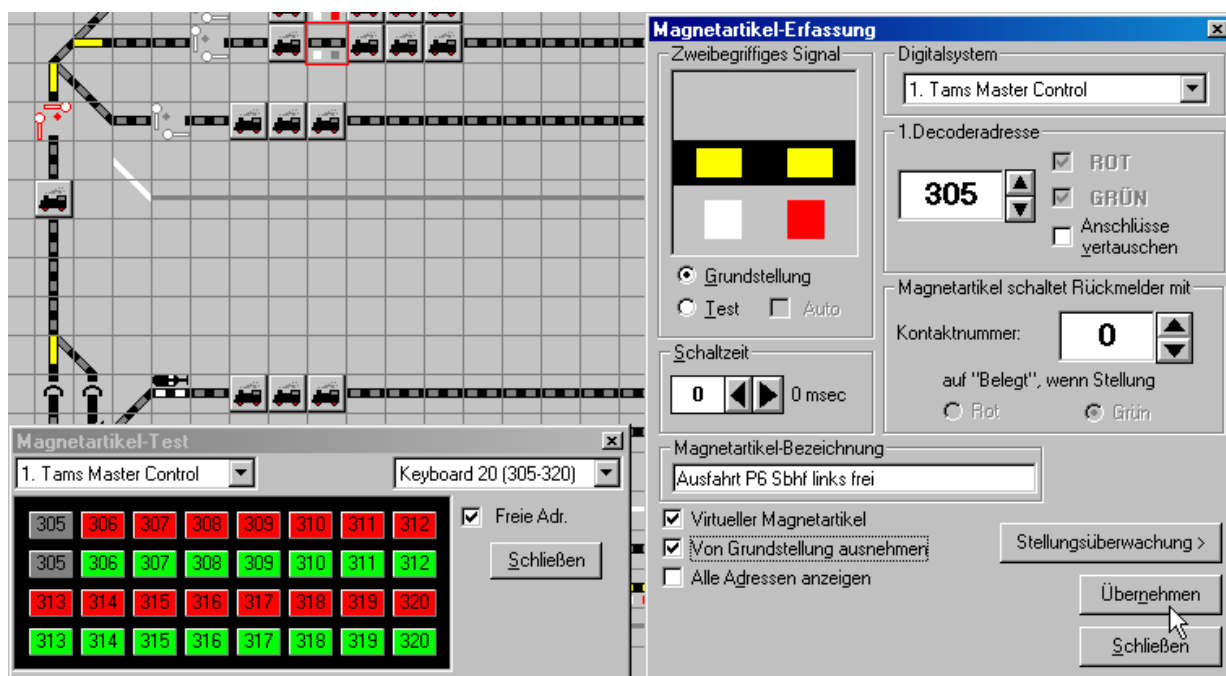 Magnetartikel-Erfassung
Zweibegriffiges Signal
Grundstellung
Test
Auto
Schaltzeit
0
0 msec
Digitalsystem
1. Tams Master Control
1.Decoderadresse
305
ROT
GRÜN
Anschlüsse
vertauschen
Magnetartikel schaltet Rückmelder mit
Kontaktnummer:
0
auf "Belegt", wenn Stellung
Rot
Grün
Magnetartikel-Bezeichnung
Ausfahrt P6 Sbhf links frei
Virtueller Magnetartikel
Von Grundstellung ausnehmen
Alle Adressen anzeigen
Stellungsüberwachung >
Übernehmen
Schließen
Magnetartikel-Test
1. Tams Master Control
Keyboard 20 (305-320)
305 306 307 308 309 310 311 312
305 306 307 308 309 310 311 312
313 314 315 316 317 318 319 320
313 314 315 316 317 318 319 320
Freie Adr.
Schließen